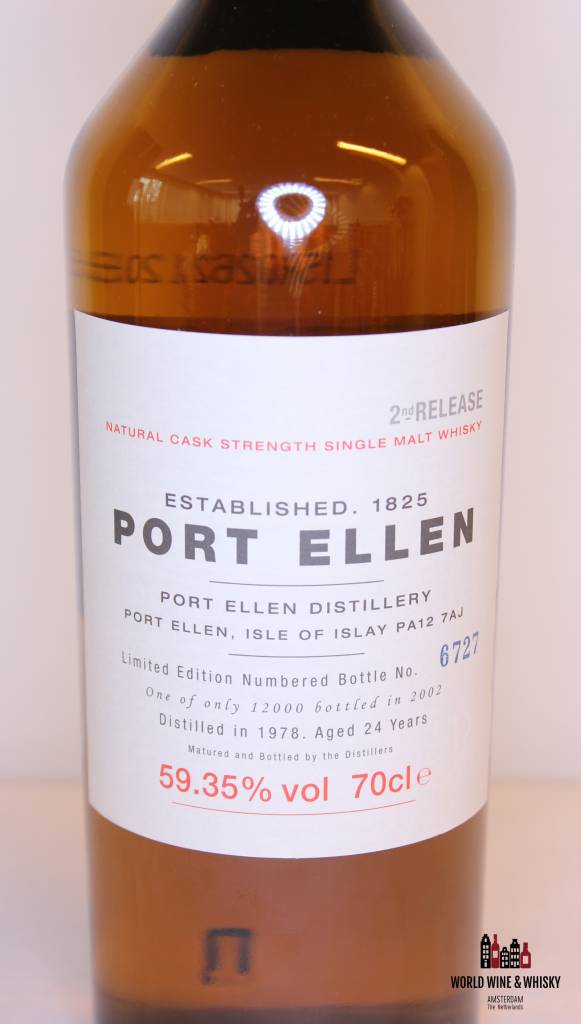 2nd RELEASE
NATURAL CASK STRENGTH SINGLE MALT WHISKY
ESTABLISHED. 1825
PORT ELLEN
PORT ELLEN DISTILLERY
PORT ELLEN, ISLE OF ISLAY PA12 7AJ
Limited Edition Numbered Bottle No. 6727
One of only 12000 bottled in 2002
Distilled in 1978. Aged 24 Years
Matured and Bottled by the Distillers
59.35% vol 70cl e
WORLD WINE & WHISKY
AMSTERDAM
The Netherlands